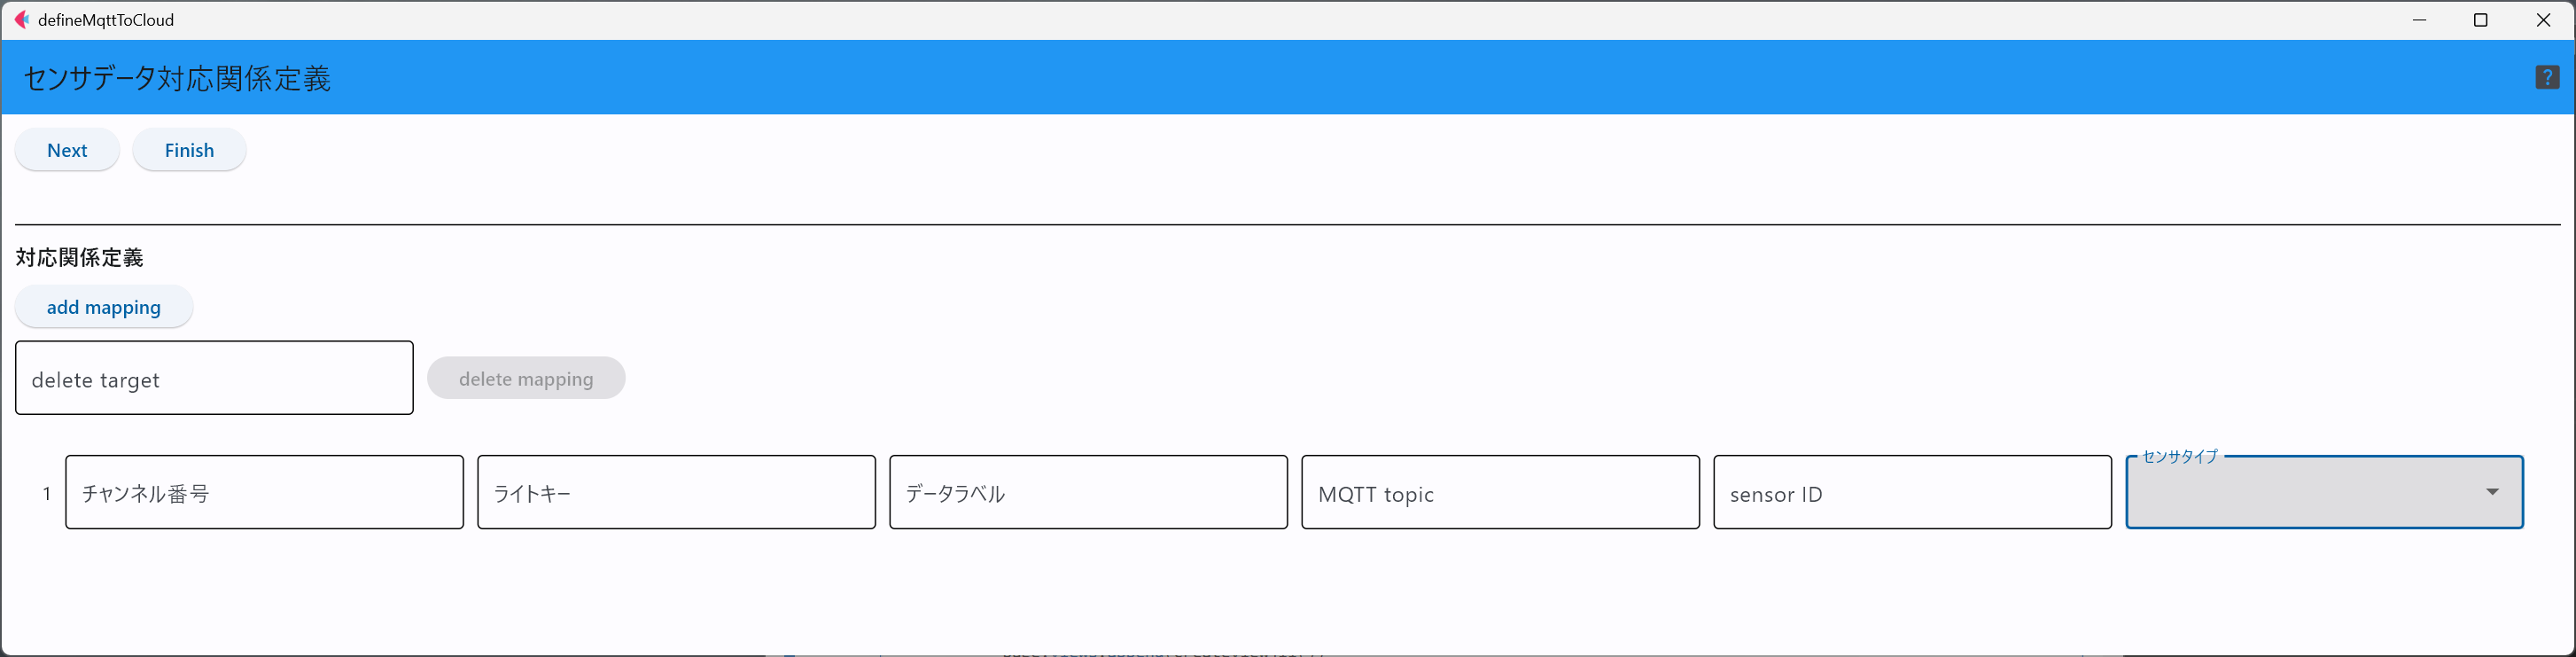 defineMqttToCloud
センサデータ対応関係定義
?
Next Finish
対応関係定義
add mapping
delete target delete mapping
センサタイプ
1 チャンネル番号 ライトキー データラベル MQTT topic sensor ID